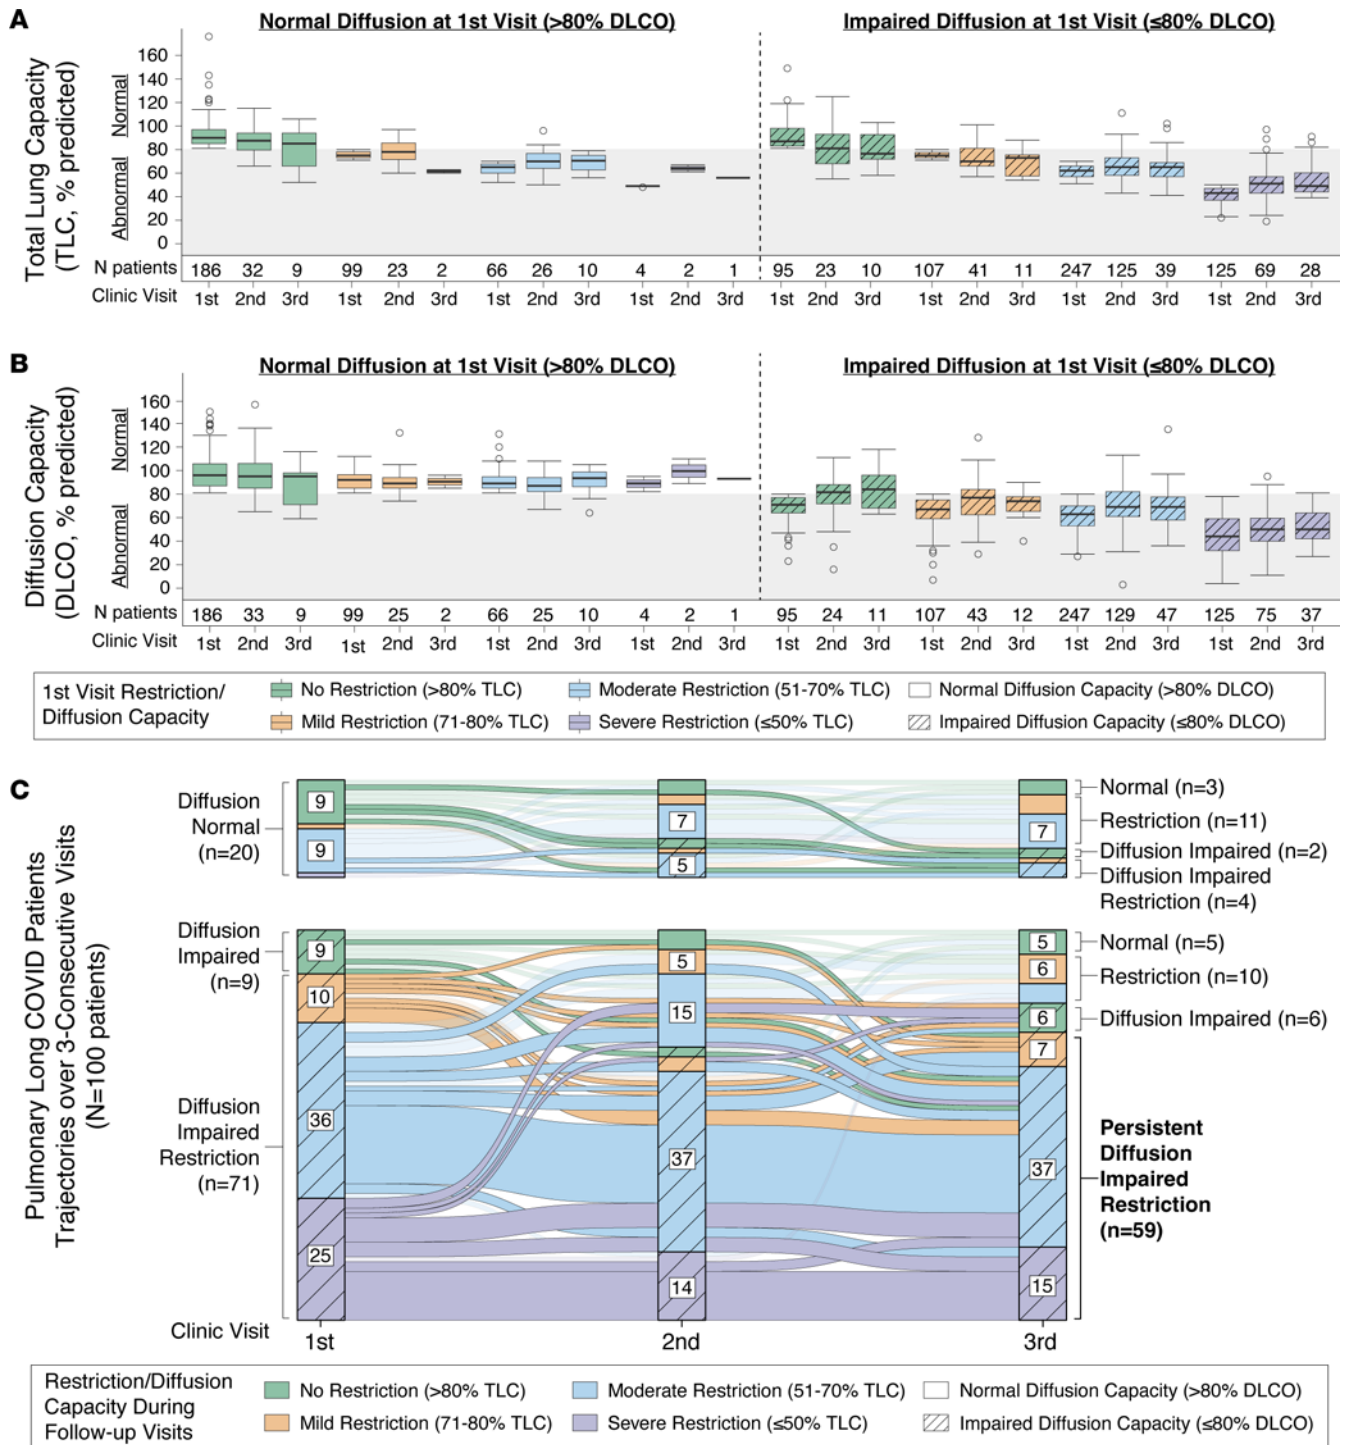 A
Normal Diffusion at 1st Visit (>80% DLCO)
Impaired Diffusion at 1st Visit (≤80% DLCO)
Total Lung Capacity
(TLC, % predicted)
Abnormal
Normal
160
140
120
100
80
60
40
20
0
N patients
186 32 9 99 23 2 66 26 10 4 2 1 95 23 10 107 41 11 247 125 39 125 69 28
Clinic Visit
1st 2nd 3rd 1st 2nd 3rd 1st 2nd 3rd 1st 2nd 3rd 1st 2nd 3rd 1st 2nd 3rd 1st 2nd 3rd 1st 2nd 3rd
B
Normal Diffusion at 1st Visit (>80% DLCO)
Impaired Diffusion at 1st Visit (≤80% DLCO)
Diffusion Capacity
(DLCO, % predicted)
Abnormal
Normal
160
140
120
100
80
60
40
20
0
N patients
186 33 9 99 25 2 66 25 10 4 2 1 95 24 11 107 43 12 247 129 47 125 75 37
Clinic Visit
1st 2nd 3rd 1st 2nd 3rd 1st 2nd 3rd 1st 2nd 3rd 1st 2nd 3rd 1st 2nd 3rd 1st 2nd 3rd 1st 2nd 3rd
1st Visit Restriction/
Diffusion Capacity
No Restriction (>80% TLC)
Moderate Restriction (51-70% TLC)
Normal Diffusion Capacity (>80% DLCO)
Mild Restriction (71-80% TLC)
Severe Restriction (≤50% TLC)
Impaired Diffusion Capacity (≤80% DLCO)
C
Pulmonary Long COVID Patients
Trajectories over 3-Consecutive Visits
(N=100 patients)
Diffusion
Normal
(n=20)
9
9
7
5
7
Normal (n=3)
Restriction (n=11)
Diffusion Impaired (n=2)
Diffusion Impaired
Restriction (n=4)
Diffusion
Impaired
(n=9)
Diffusion
Impaired
Restriction
(n=71)
9
10
36
25
5
15
37
14
5
6
6
7
37
15
Normal (n=5)
Restriction (n=10)
Diffusion Impaired (n=6)
Persistent
Diffusion
Impaired
Restriction
(n=59)
Clinic Visit
1st 2nd 3rd
Restriction/Diffusion
Capacity During
Follow-up Visits
No Restriction (>80% TLC)
Moderate Restriction (51-70% TLC)
Normal Diffusion Capacity (>80% DLCO)
Mild Restriction (71-80% TLC)
Severe Restriction (≤50% TLC)
Impaired Diffusion Capacity (≤80% DLCO)